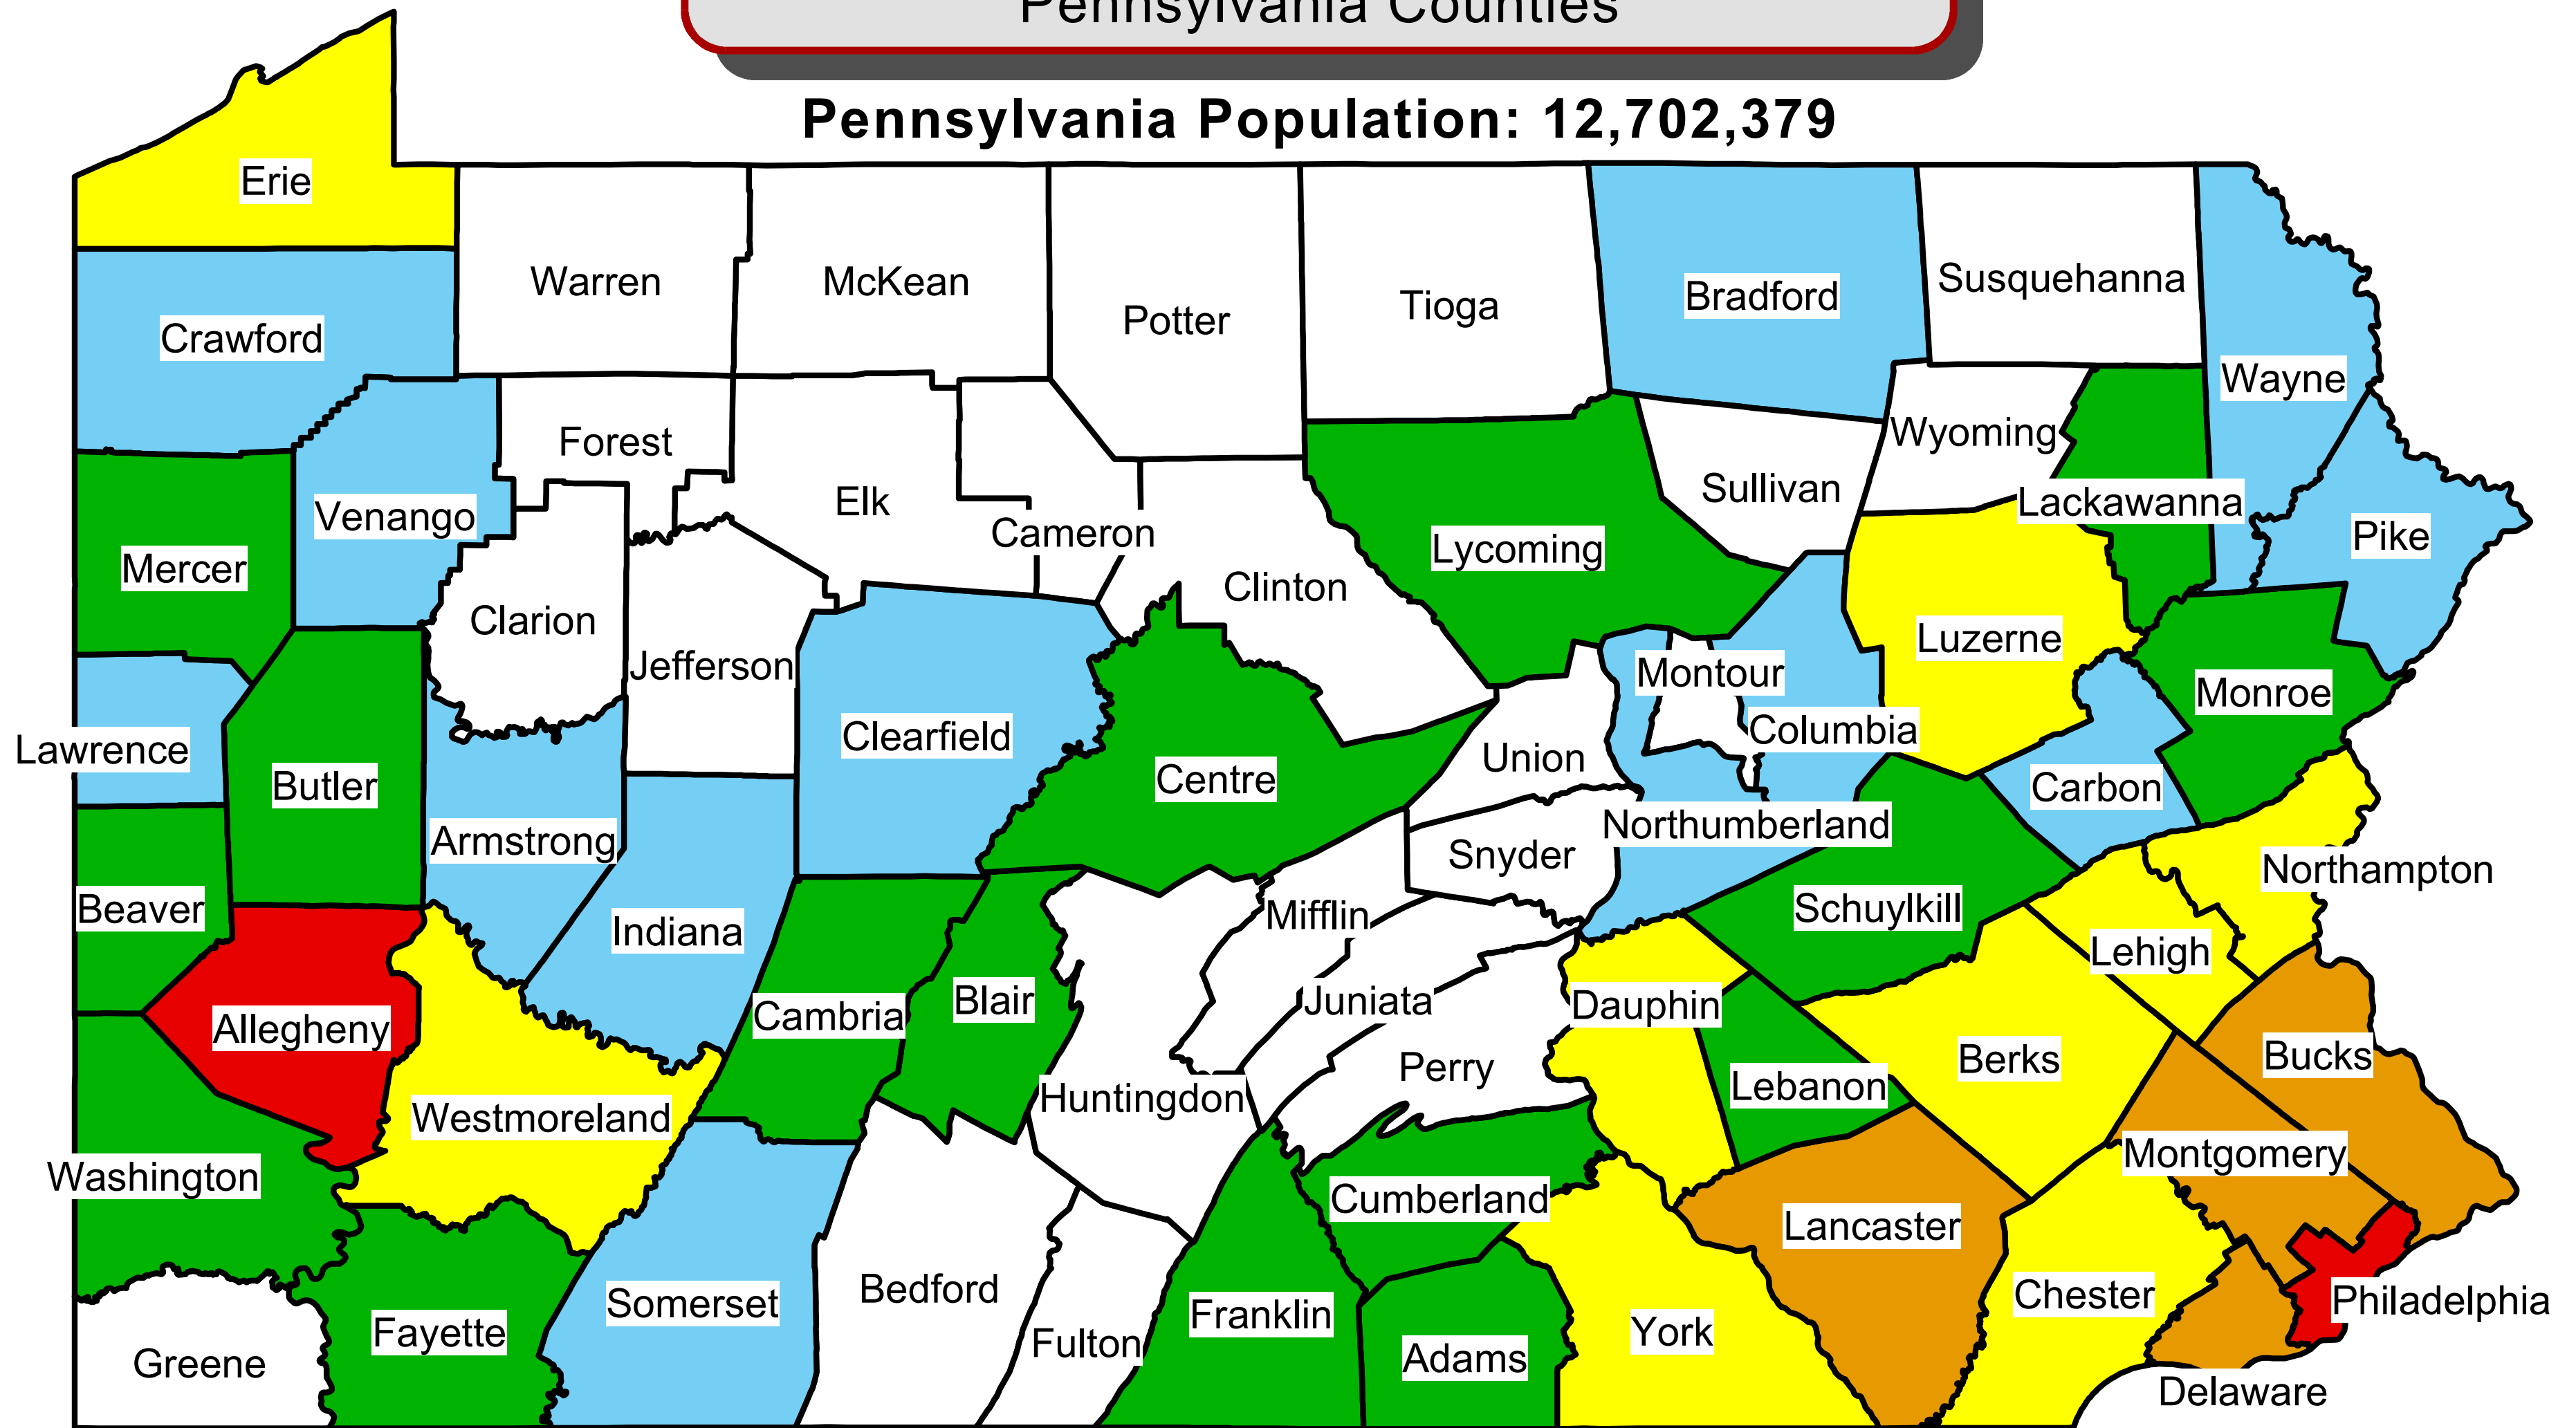 Pennsylvania Counties
Pennsylvania Population: 12,702,379
Erie
Warren
McKean
Potter
Tioga
Bradford
Susquehanna
Wayne
Crawford
Forest
Elk
Cameron
Wyoming
Sullivan
Lackawanna
Pike
Venango
Mercer
Lycoming
Clinton
Clarion
Jefferson
Luzerne
Montour
Monroe
Columbia
Lawrence
Clearfield
Butler
Centre
Union
Carbon
Armstrong
Northumberland
Snyder
Northampton
Beaver
Indiana
Mifflin
Schuylkill
Lehigh
Allegheny
Cambria
Blair
Juniata
Dauphin
Berks
Bucks
Westmoreland
Huntingdon
Perry
Lebanon
Montgomery
Washington
Cumberland
Lancaster
Bedford
Somerset
Franklin
Chester
Philadelphia
Fayette
Fulton
York
Greene
Adams
Delaware